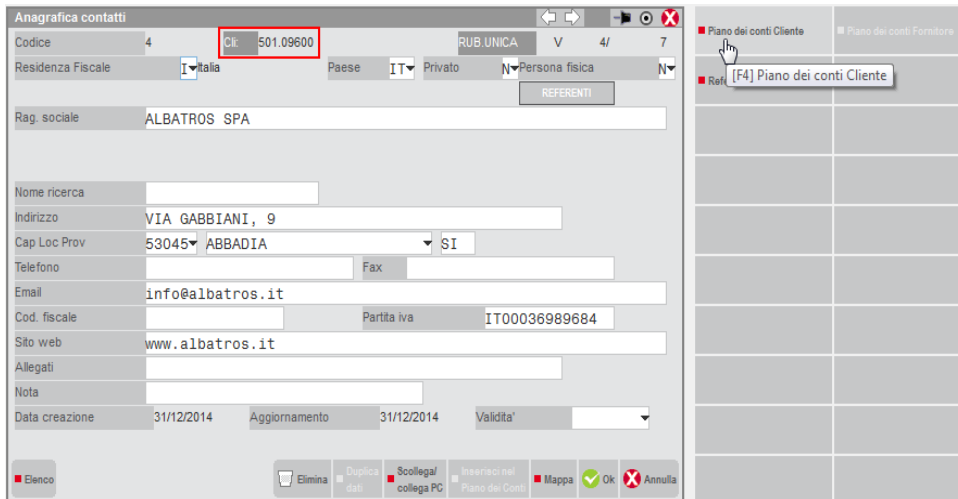 Anagrafica contatti
Codice 4 Cli: 501.09600 RUB.UNICA V 4/ 7
Residenza Fiscale I Italia Paese IT Privato N Persona fisica N
REFERENTI
Rag. sociale ALBATROS SPA
Nome ricerca
Indirizzo VIA GABBIANI, 9
Cap Loc Prov 53045 ABBADIA SI
Telefono Fax
Email info@albatros.it
Cod. fiscale Partita iva IT00036989684
Sito web www.albatros.it
Allegati
Nota
Data creazione 31/12/2014 Aggiornamento 31/12/2014 Validita'
Elenco Elimina Duplica dati Scollega/ collega PC Inserisci nel Piano dei Conti Mappa Ok Annulla
Piano dei conti Cliente Piano dei conti Fornitore
[F4] Piano dei conti Cliente